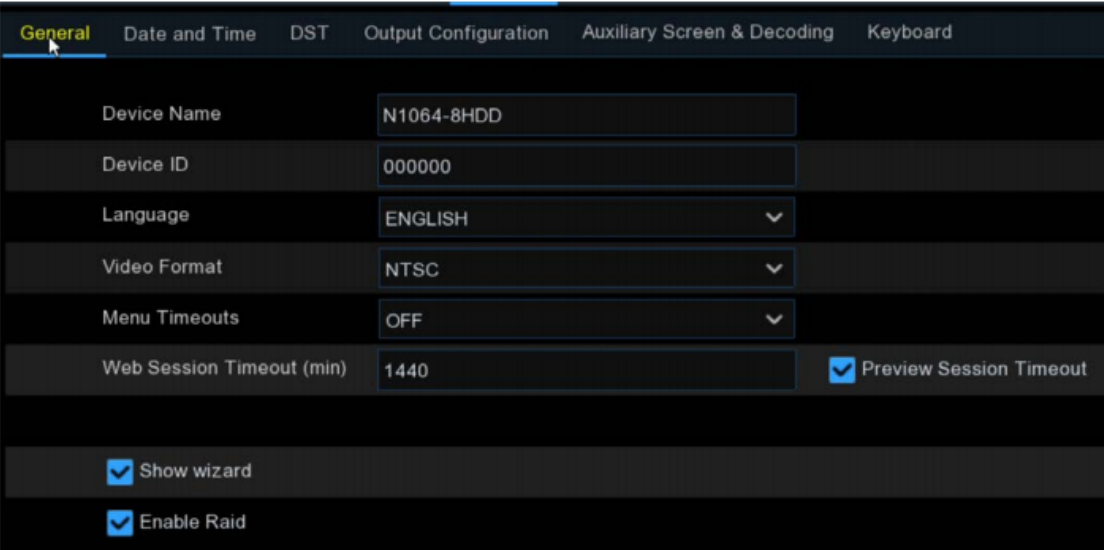 General Date and Time DST Output Configuration Auxiliary Screen & Decoding Keyboard
Device Name N1064-8HDD
Device ID 000000
Language ENGLISH
Video Format NTSC
Menu Timeouts OFF
Web Session Timeout (min) 1440 Preview Session Timeout
Show wizard
Enable Raid